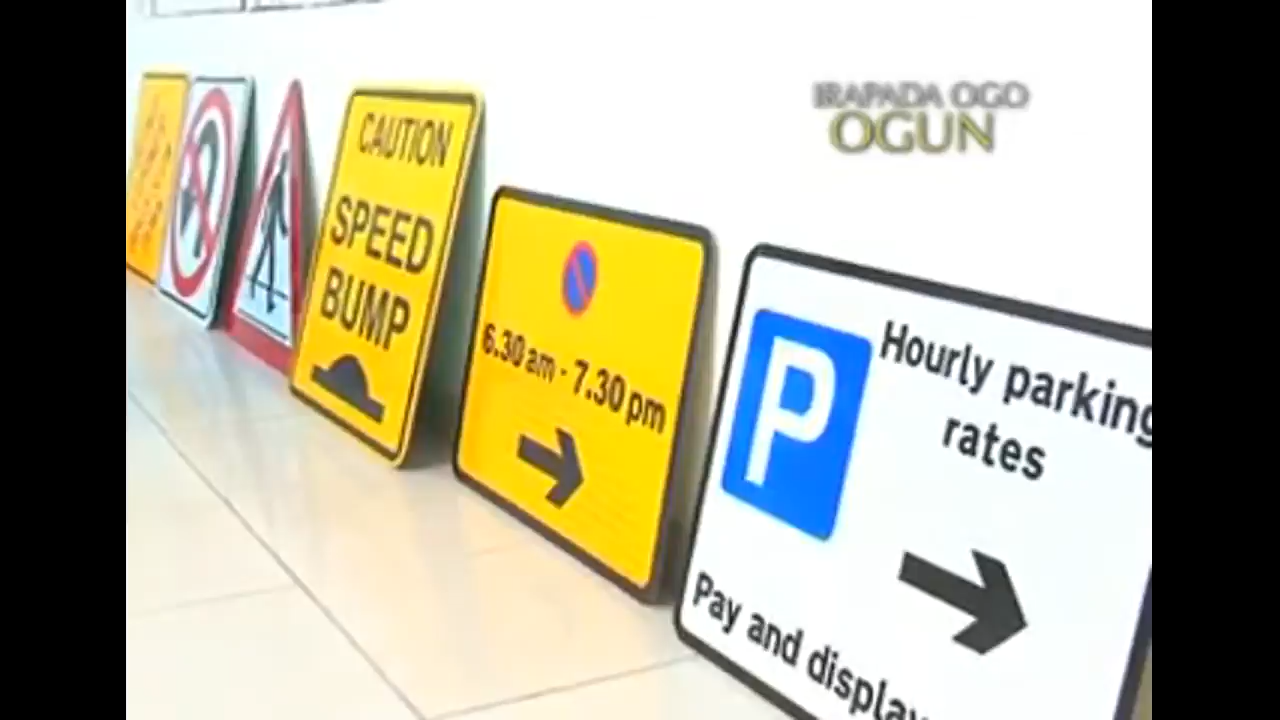 IRAPADA OGO
OGUN
CAUTION
SPEED
BUMP
6.30 am - 7.30 pm
P
Hourly parking
rates
Pay and display